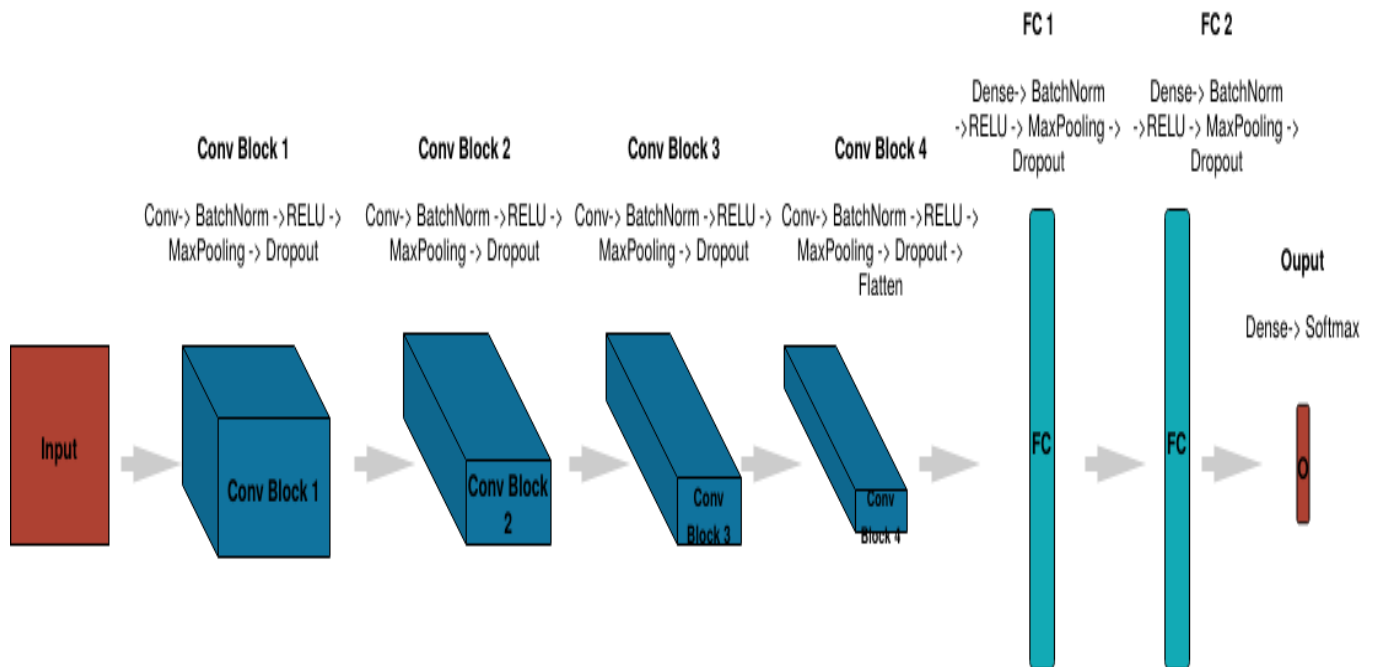 FC 1
Dense-> BatchNorm
->RELU -> MaxPooling ->
Dropout
FC 2
Dense-> BatchNorm
->RELU -> MaxPooling ->
Dropout
Conv Block 1
Conv-> BatchNorm ->RELU ->
MaxPooling -> Dropout
Conv Block 2
Conv-> BatchNorm ->RELU ->
MaxPooling -> Dropout
Conv Block 3
Conv-> BatchNorm ->RELU ->
MaxPooling -> Dropout
Conv Block 4
Conv-> BatchNorm ->RELU ->
MaxPooling -> Dropout ->
Flatten
Ouput
Dense-> Softmax
Input
Conv Block 1
Conv Block
2
Conv
Block 3
Conv
Block 4
FC
FC
O